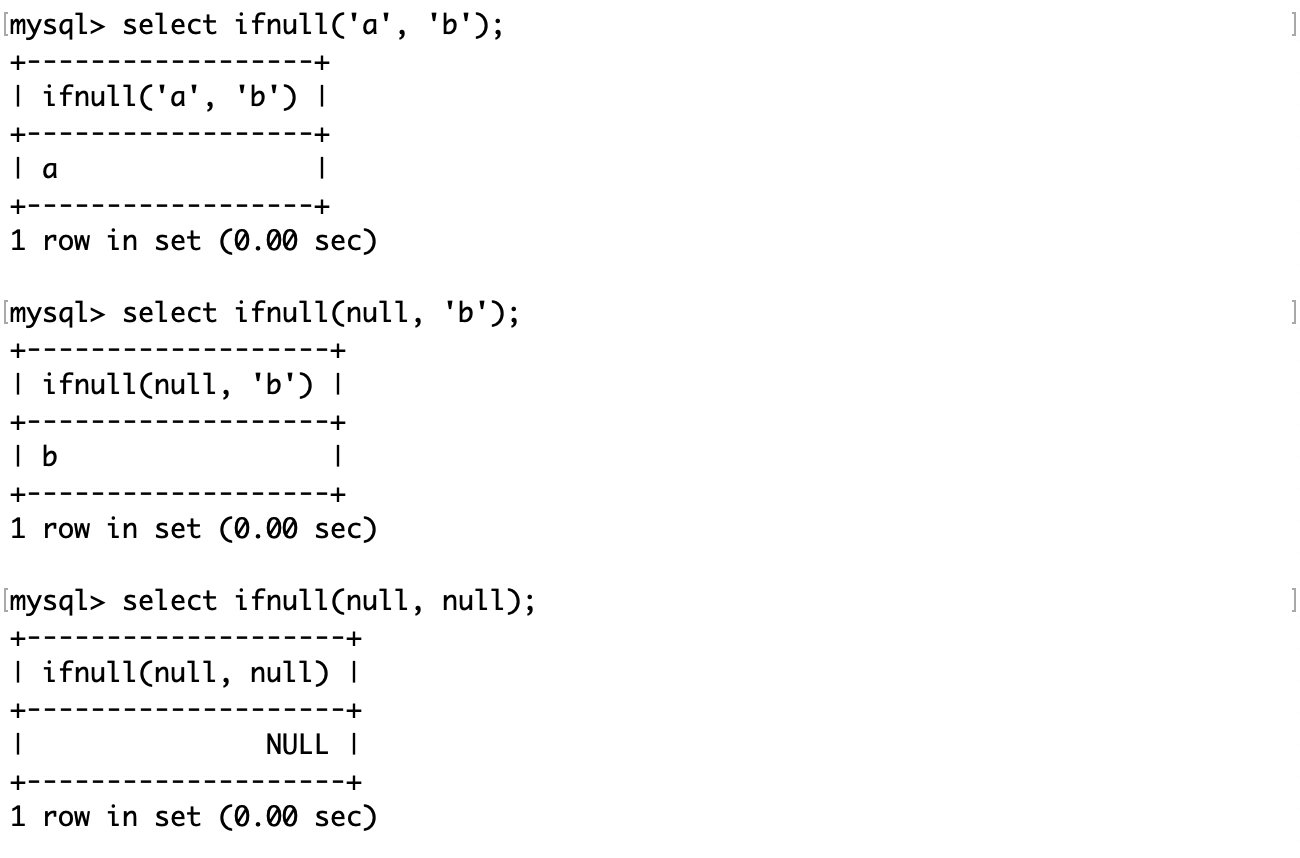 [mysql> select ifnull('a', 'b'); ]
+------------------+
| ifnull('a', 'b') |
+------------------+
| a                |
+------------------+
1 row in set (0.00 sec)

[mysql> select ifnull(null, 'b'); ]
+-------------------+
| ifnull(null, 'b') |
+-------------------+
| b                 |
+-------------------+
1 row in set (0.00 sec)

[mysql> select ifnull(null, null); ]
+--------------------+
| ifnull(null, null) |
+--------------------+
|               NULL |
+--------------------+
1 row in set (0.00 sec)